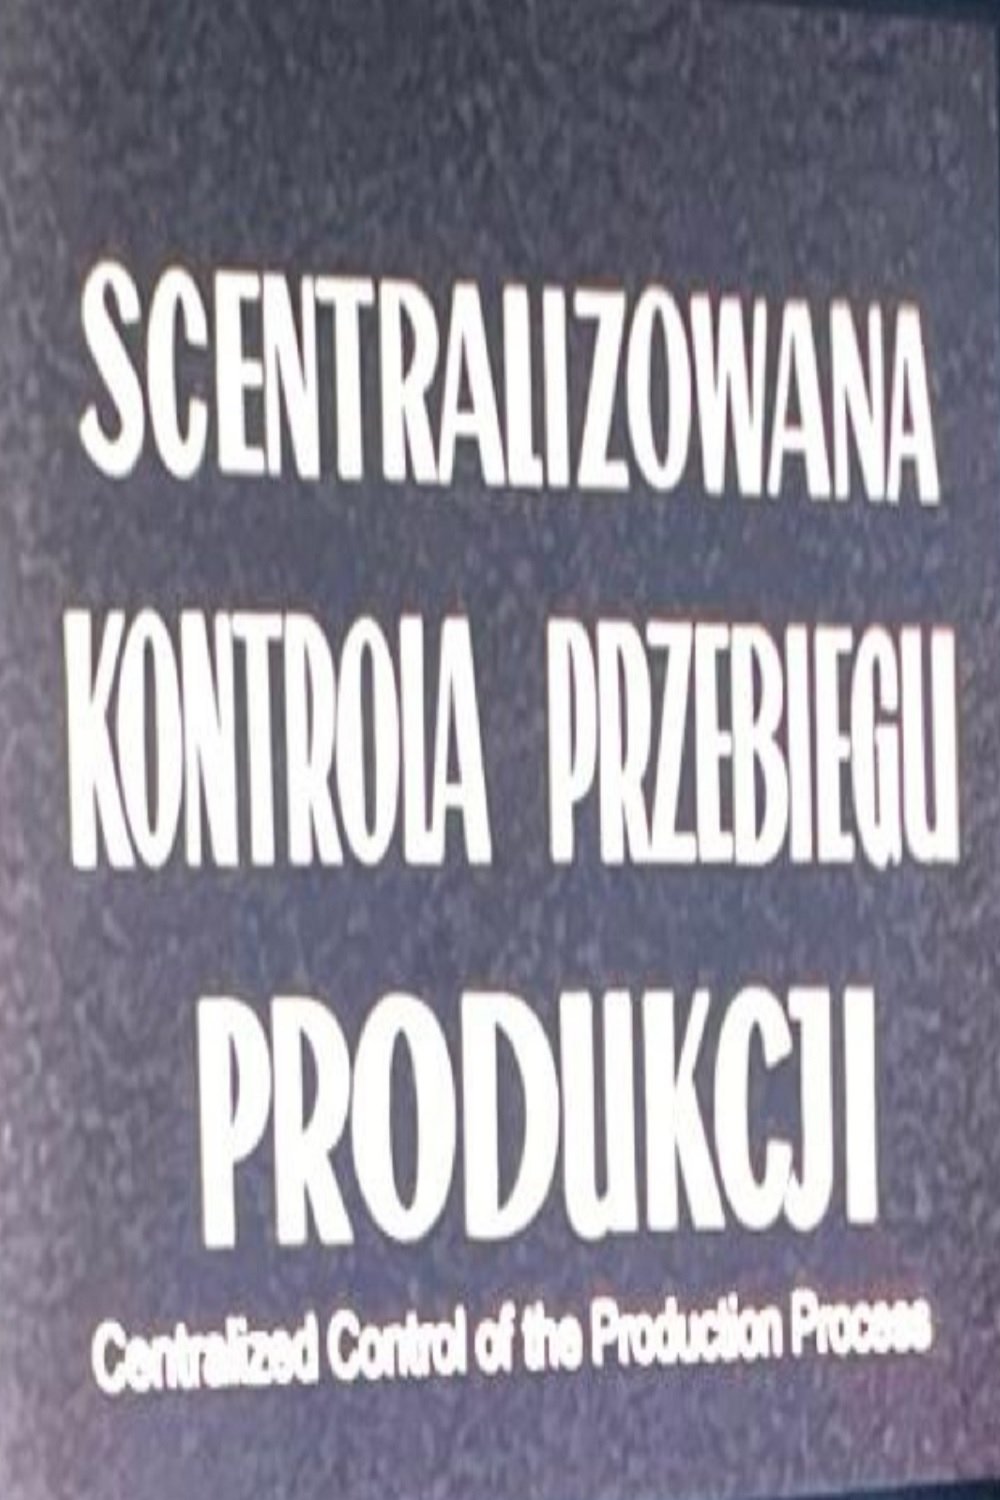 SCENTRALIZOWANA
KONTROLA PRZEBIEGU
PRODUKCJI
Centralized Control of the Production Process